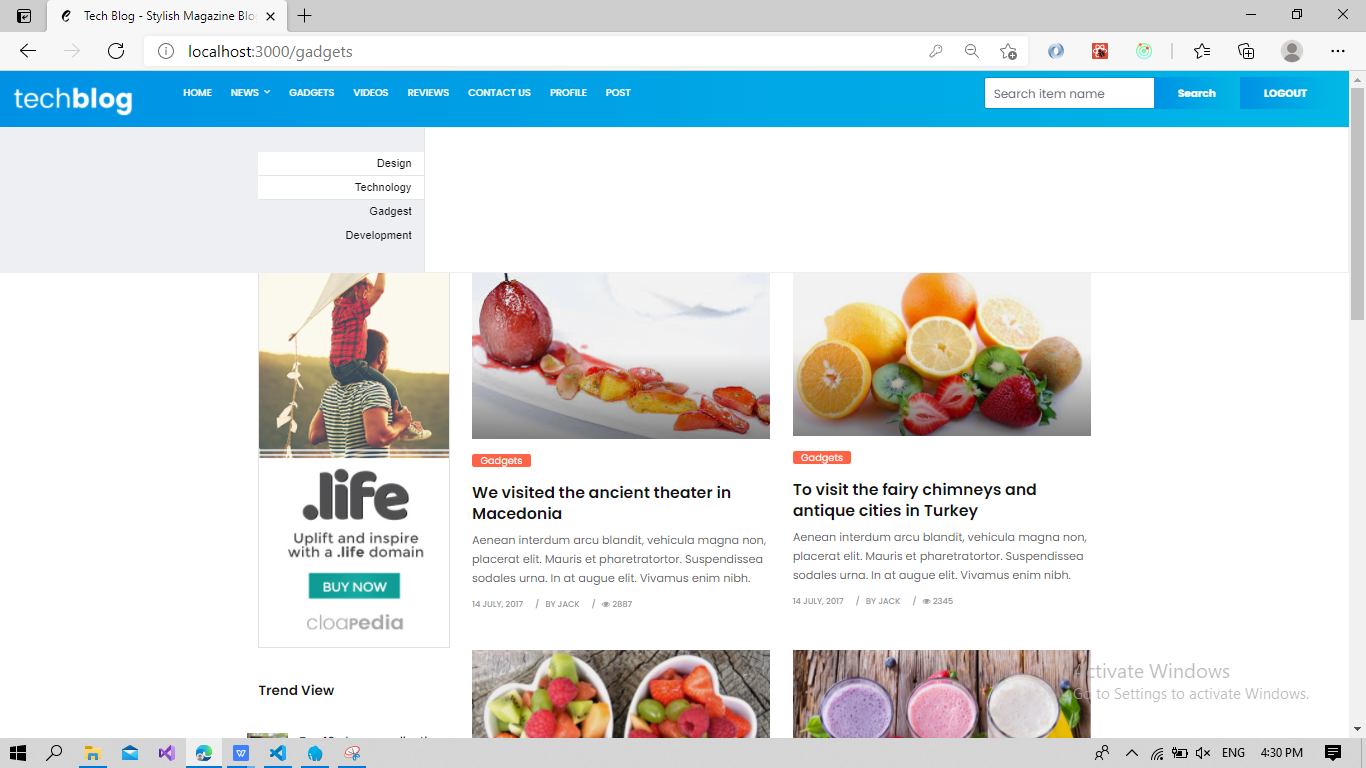 Tech Blog - Stylish Magazine Blo
localhost:3000/gadgets
techblog
HOME NEWS GADGETS VIDEOS REVIEWS CONTACT US PROFILE POST
Search item name Search LOGOUT
Design
Technology
Gadgest
Development
.life
Uplift and inspire
with a .life domain
BUY NOW
cloaPEDIA
Trend View
Gadgets
We visited the ancient theater in
Macedonia
Aenean interdum arcu blandit, vehicula magna non,
placerat elit. Mauris et pharetratortor. Suspendissea
sodales urna. In at augue elit. Vivamus enim nibh.
14 JULY, 2017 / BY JACK / 2887
Gadgets
To visit the fairy chimneys and
antique cities in Turkey
Aenean interdum arcu blandit, vehicula magna non,
placerat elit. Mauris et pharetratortor. Suspendissea
sodales urna. In at augue elit. Vivamus enim nibh.
14 JULY, 2017 / BY JACK / 2345
Activate Windows
Go to Settings to activate Windows.
ENG 4:30 PM